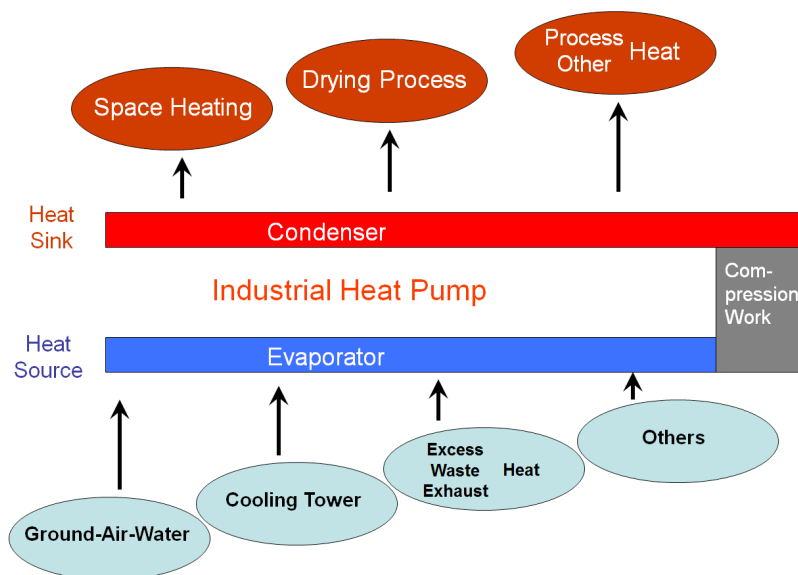 Process
Other
Heat
Drying Process
Space Heating
Heat
Sink
Condenser
Industrial Heat Pump
Com-
pression
Work
Heat
Source
Evaporator
Others
Excess
Waste
Exhaust
Heat
Cooling Tower
Ground-Air-Water